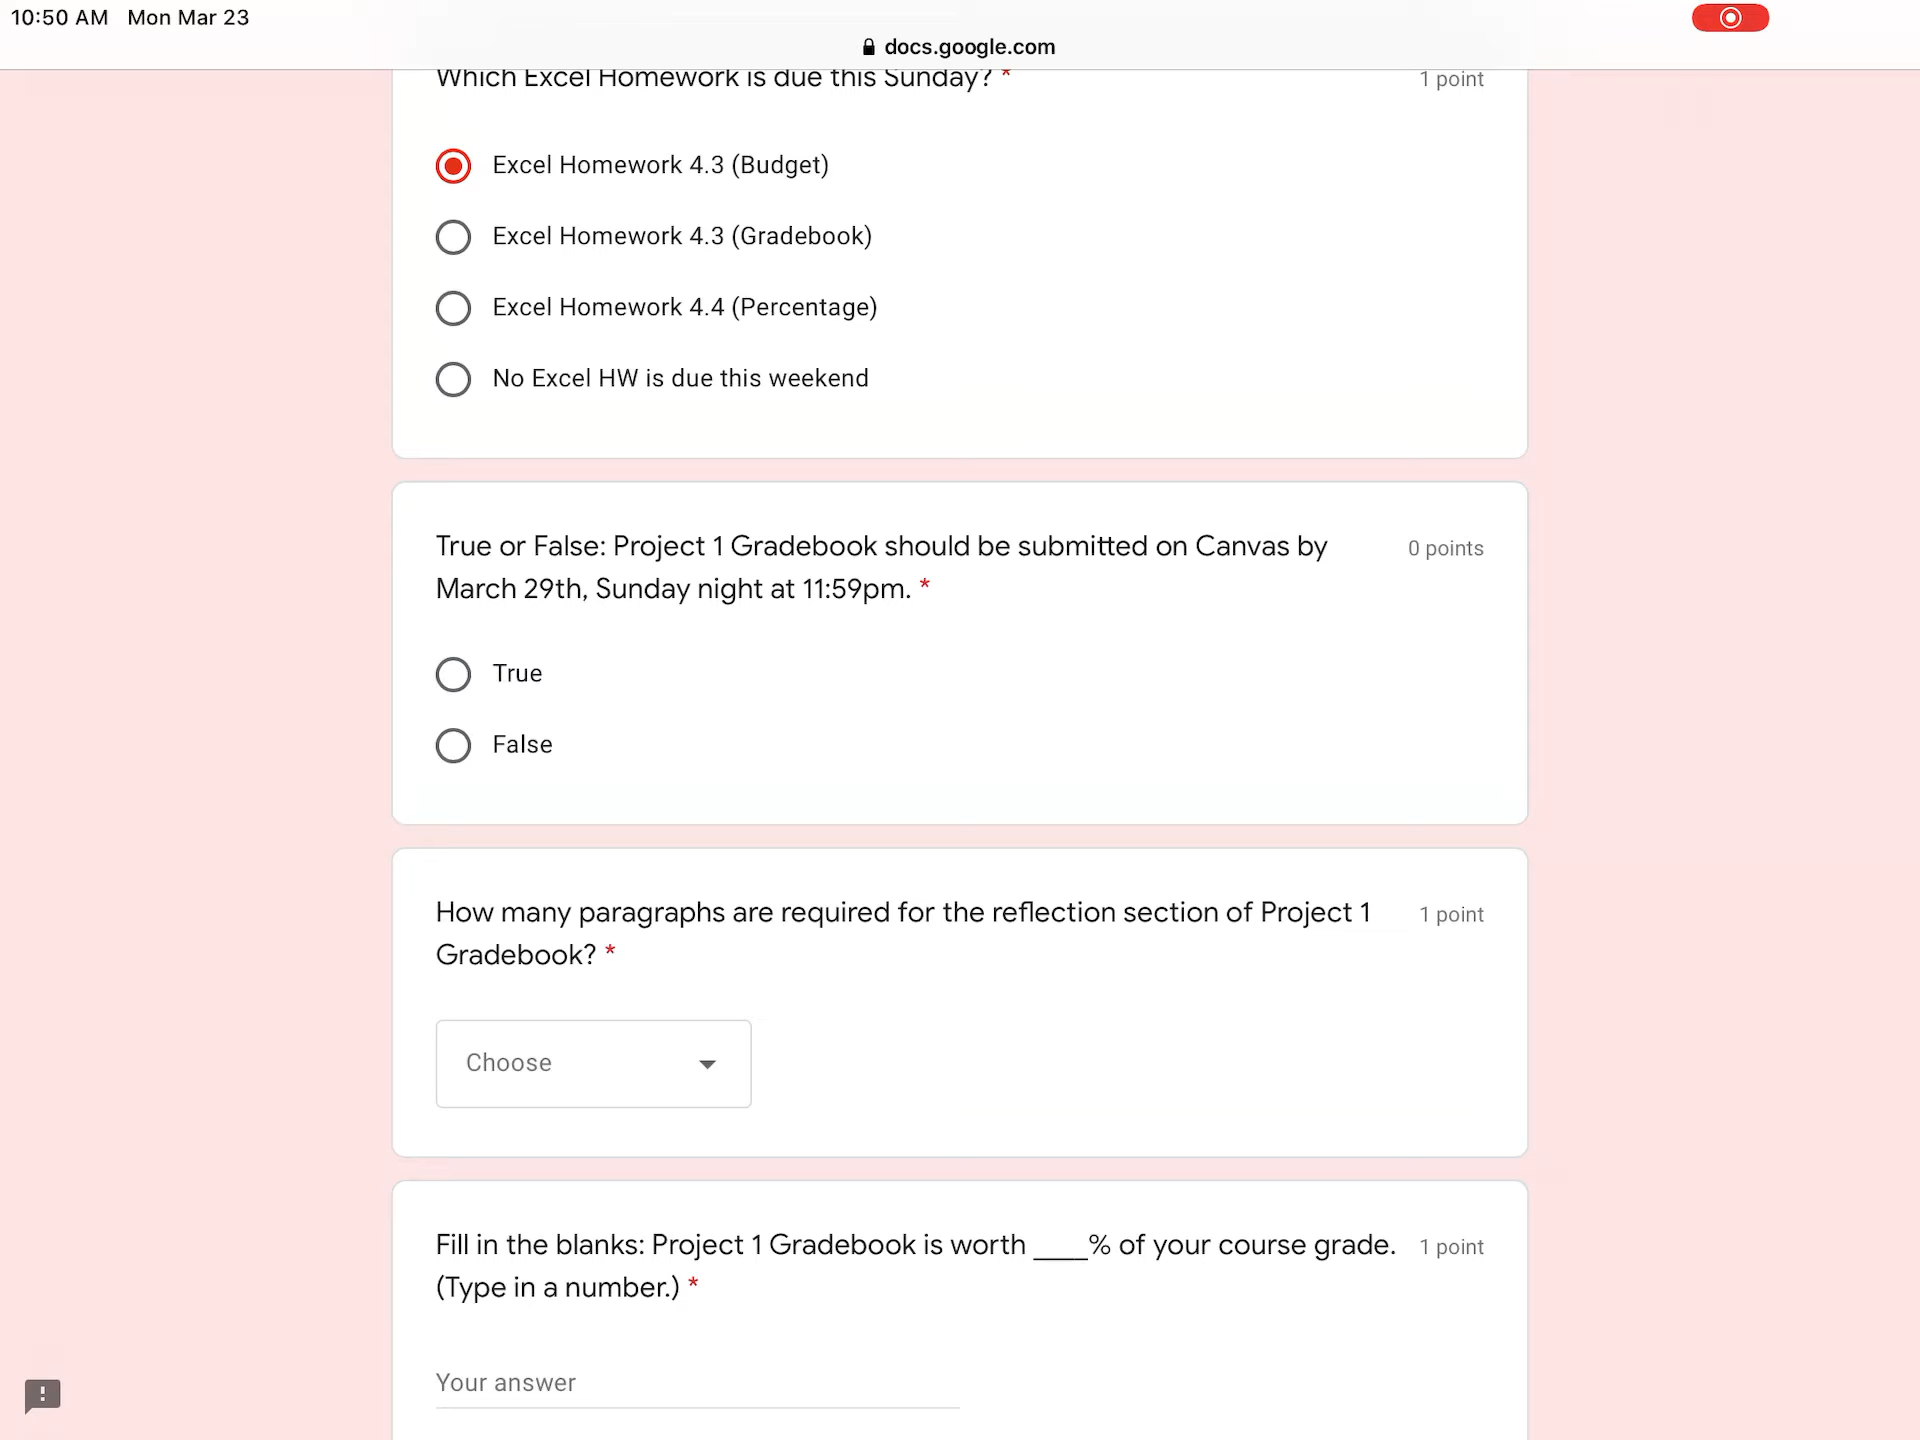 10:50 AM Mon Mar 23
docs.google.com
Which Excel Homework is due this Sunday? *
1 point
Excel Homework 4.3 (Budget)
Excel Homework 4.3 (Gradebook)
Excel Homework 4.4 (Percentage)
No Excel HW is due this weekend
True or False: Project 1 Gradebook should be submitted on Canvas by
0 points
March 29th, Sunday night at 11:59pm. *
True
False
How many paragraphs are required for the reflection section of Project 1
1 point
Gradebook? *
Choose
Fill in the blanks: Project 1 Gradebook is worth ____% of your course grade.
1 point
(Type in a number.) *
Your answer